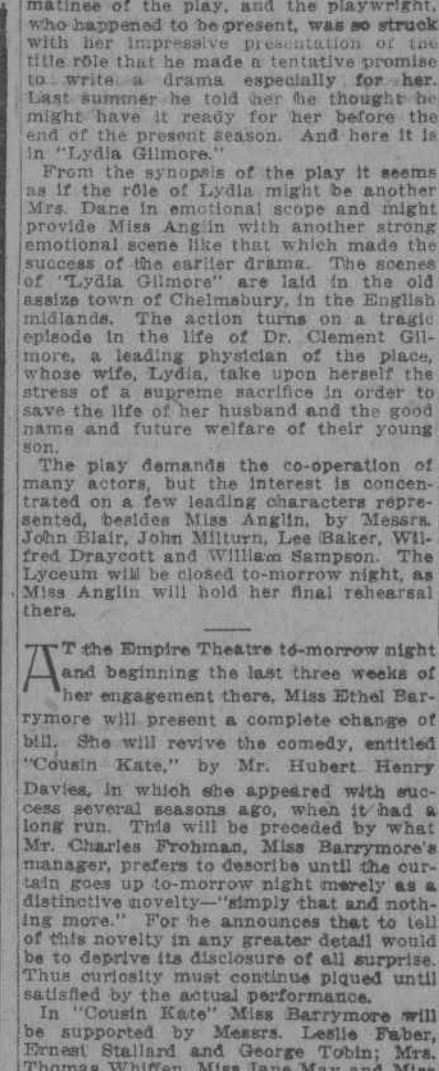 matinee of the play, and the playwright,
who happened to be present, was so struck
with her impressive presentation of the
title rôle that he made a tentative promise
to write a drama especially for her.
Last summer he told her he thought he
might have it ready for her before the
end of the present season. And here it is
in "Lydia Gilmore."
From the synopsis of the play it seems
as if the rôle of Lydia might be another
Mrs. Dane in emotional scope and might
provide Miss Anglin with another strong
emotional scene like that which made the
success of the earlier drama. The scenes
of "Lydia Gilmore" are laid in the old
assize town of Chelmsbury, in the English
midlands. The action turns on a tragic
episode in the life of Dr. Clement Gil-
more, a leading physician of the place,
whose wife, Lydia, take upon herself the
stress of a supreme sacrifice in order to
save the life of her husband and the good
name and future welfare of their young
son.
The play demands the co-operation of
many actors, but the interest is concen-
trated on a few leading characters repre-
sented, besides Miss Anglin, by Messrs.
John Blair, John Milturn, Lee Baker, Wil-
fred Draycott and William Sampson. The
Lyceum will be closed to-morrow night, as
Miss Anglin will hold her final rehearsal
there.
AT the Empire Theatre to-morrow night
and beginning the last three weeks of
her engagement there, Miss Ethel Bar-
rymore will present a complete change of
bill. She will revive the comedy, entitled
"Cousin Kate," by Mr. Hubert Henry
Davies, in which she appeared with suc-
cess several seasons ago, when it had a
long run. This will be preceded by what
Mr. Charles Frohman, Miss Barrymore's
manager, prefers to describe until the cur-
tain goes up to-morrow night merely as a
distinctive novelty—"simply that and noth-
ing more." For he announces that to tell
of this novelty in any greater detail would
be to deprive its disclosure of all surprise.
Thus curiosity must continue piqued until
satisfied by the actual performance.
In "Cousin Kate" Miss Barrymore will
be supported by Messrs. Leslie Faber,
Ernest Stallard and George Tobin; Mrs.
Thomas Whiffen, Miss Jane May and Miss